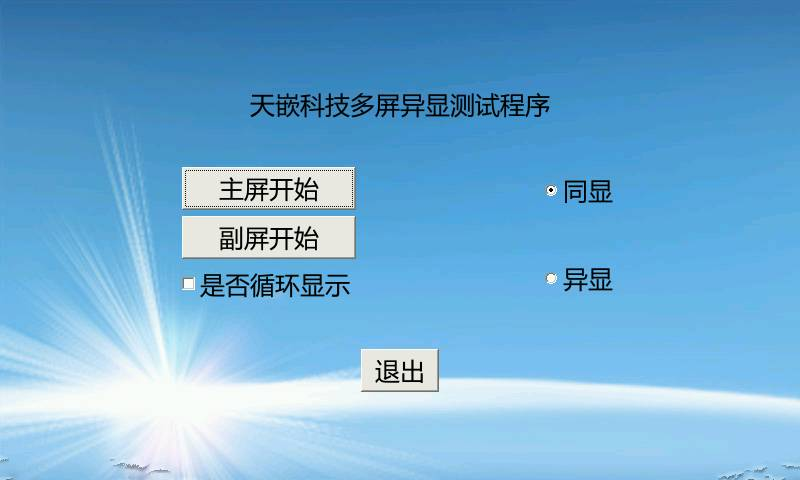 天嵌科技多屏异显测试程序
主屏开始
同显
副屏开始
是否循环显示
异显
退出